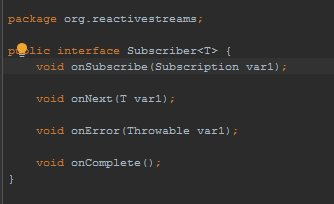 package org.reactivestreams;
public interface Subscriber<T> {
void onSubscribe(Subscription var1);
void onNext(T var1);
void onError(Throwable var1);
void onComplete();
}